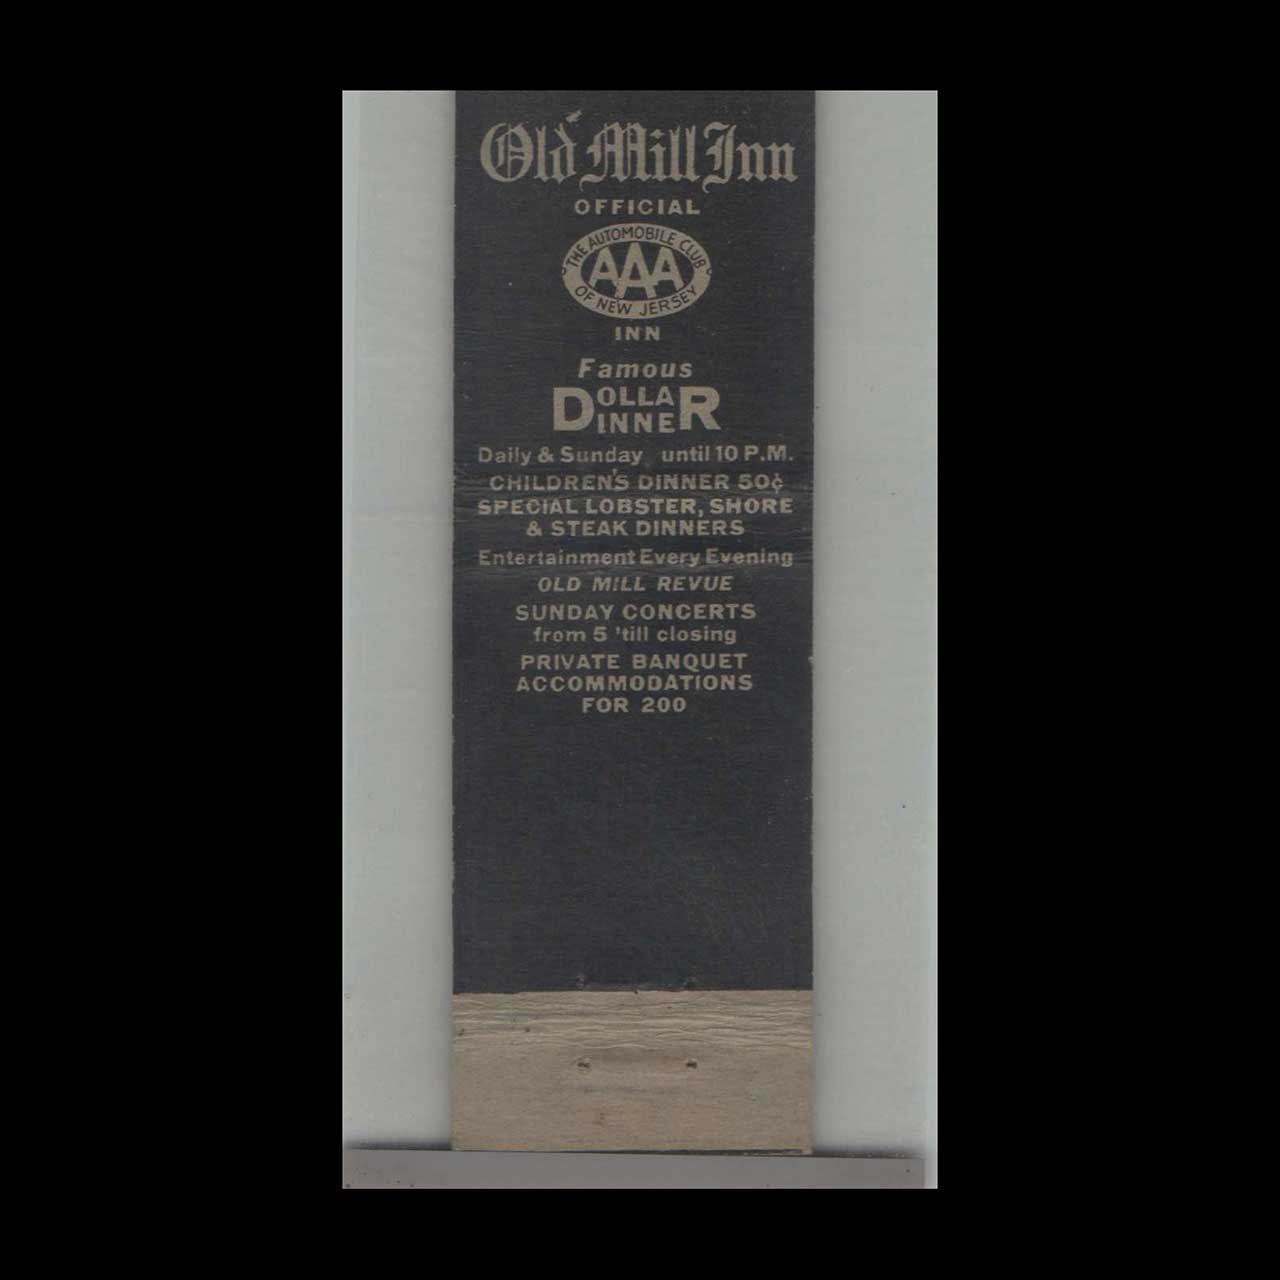 Old Mill Inn
OFFICIAL
THE AUTOMOBILE CLUB
AAA
OF NEW JERSEY
INN
Famous
DOLLAR
DINNER
Daily & Sunday until 10 P.M.
CHILDREN'S DINNER 50¢
SPECIAL LOBSTER, SHORE
& STEAK DINNERS
Entertainment Every Evening
OLD MILL REVUE
SUNDAY CONCERTS
from 5 'till closing
PRIVATE BANQUET
ACCOMMODATIONS
FOR 200